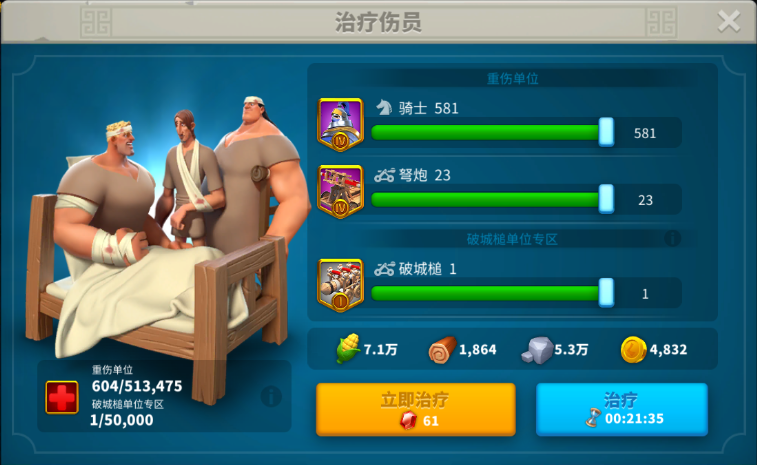 治疗伤员
重伤单位
骑士 581
581
IV
弩炮 23
23
IV
破城槌单位专区
破城槌 1
1
I
7.1万 1,864 5.3万 4,832
重伤单位
604/513,475
破城槌单位专区
1/50,000
立即治疗
61
治疗
00:21:35